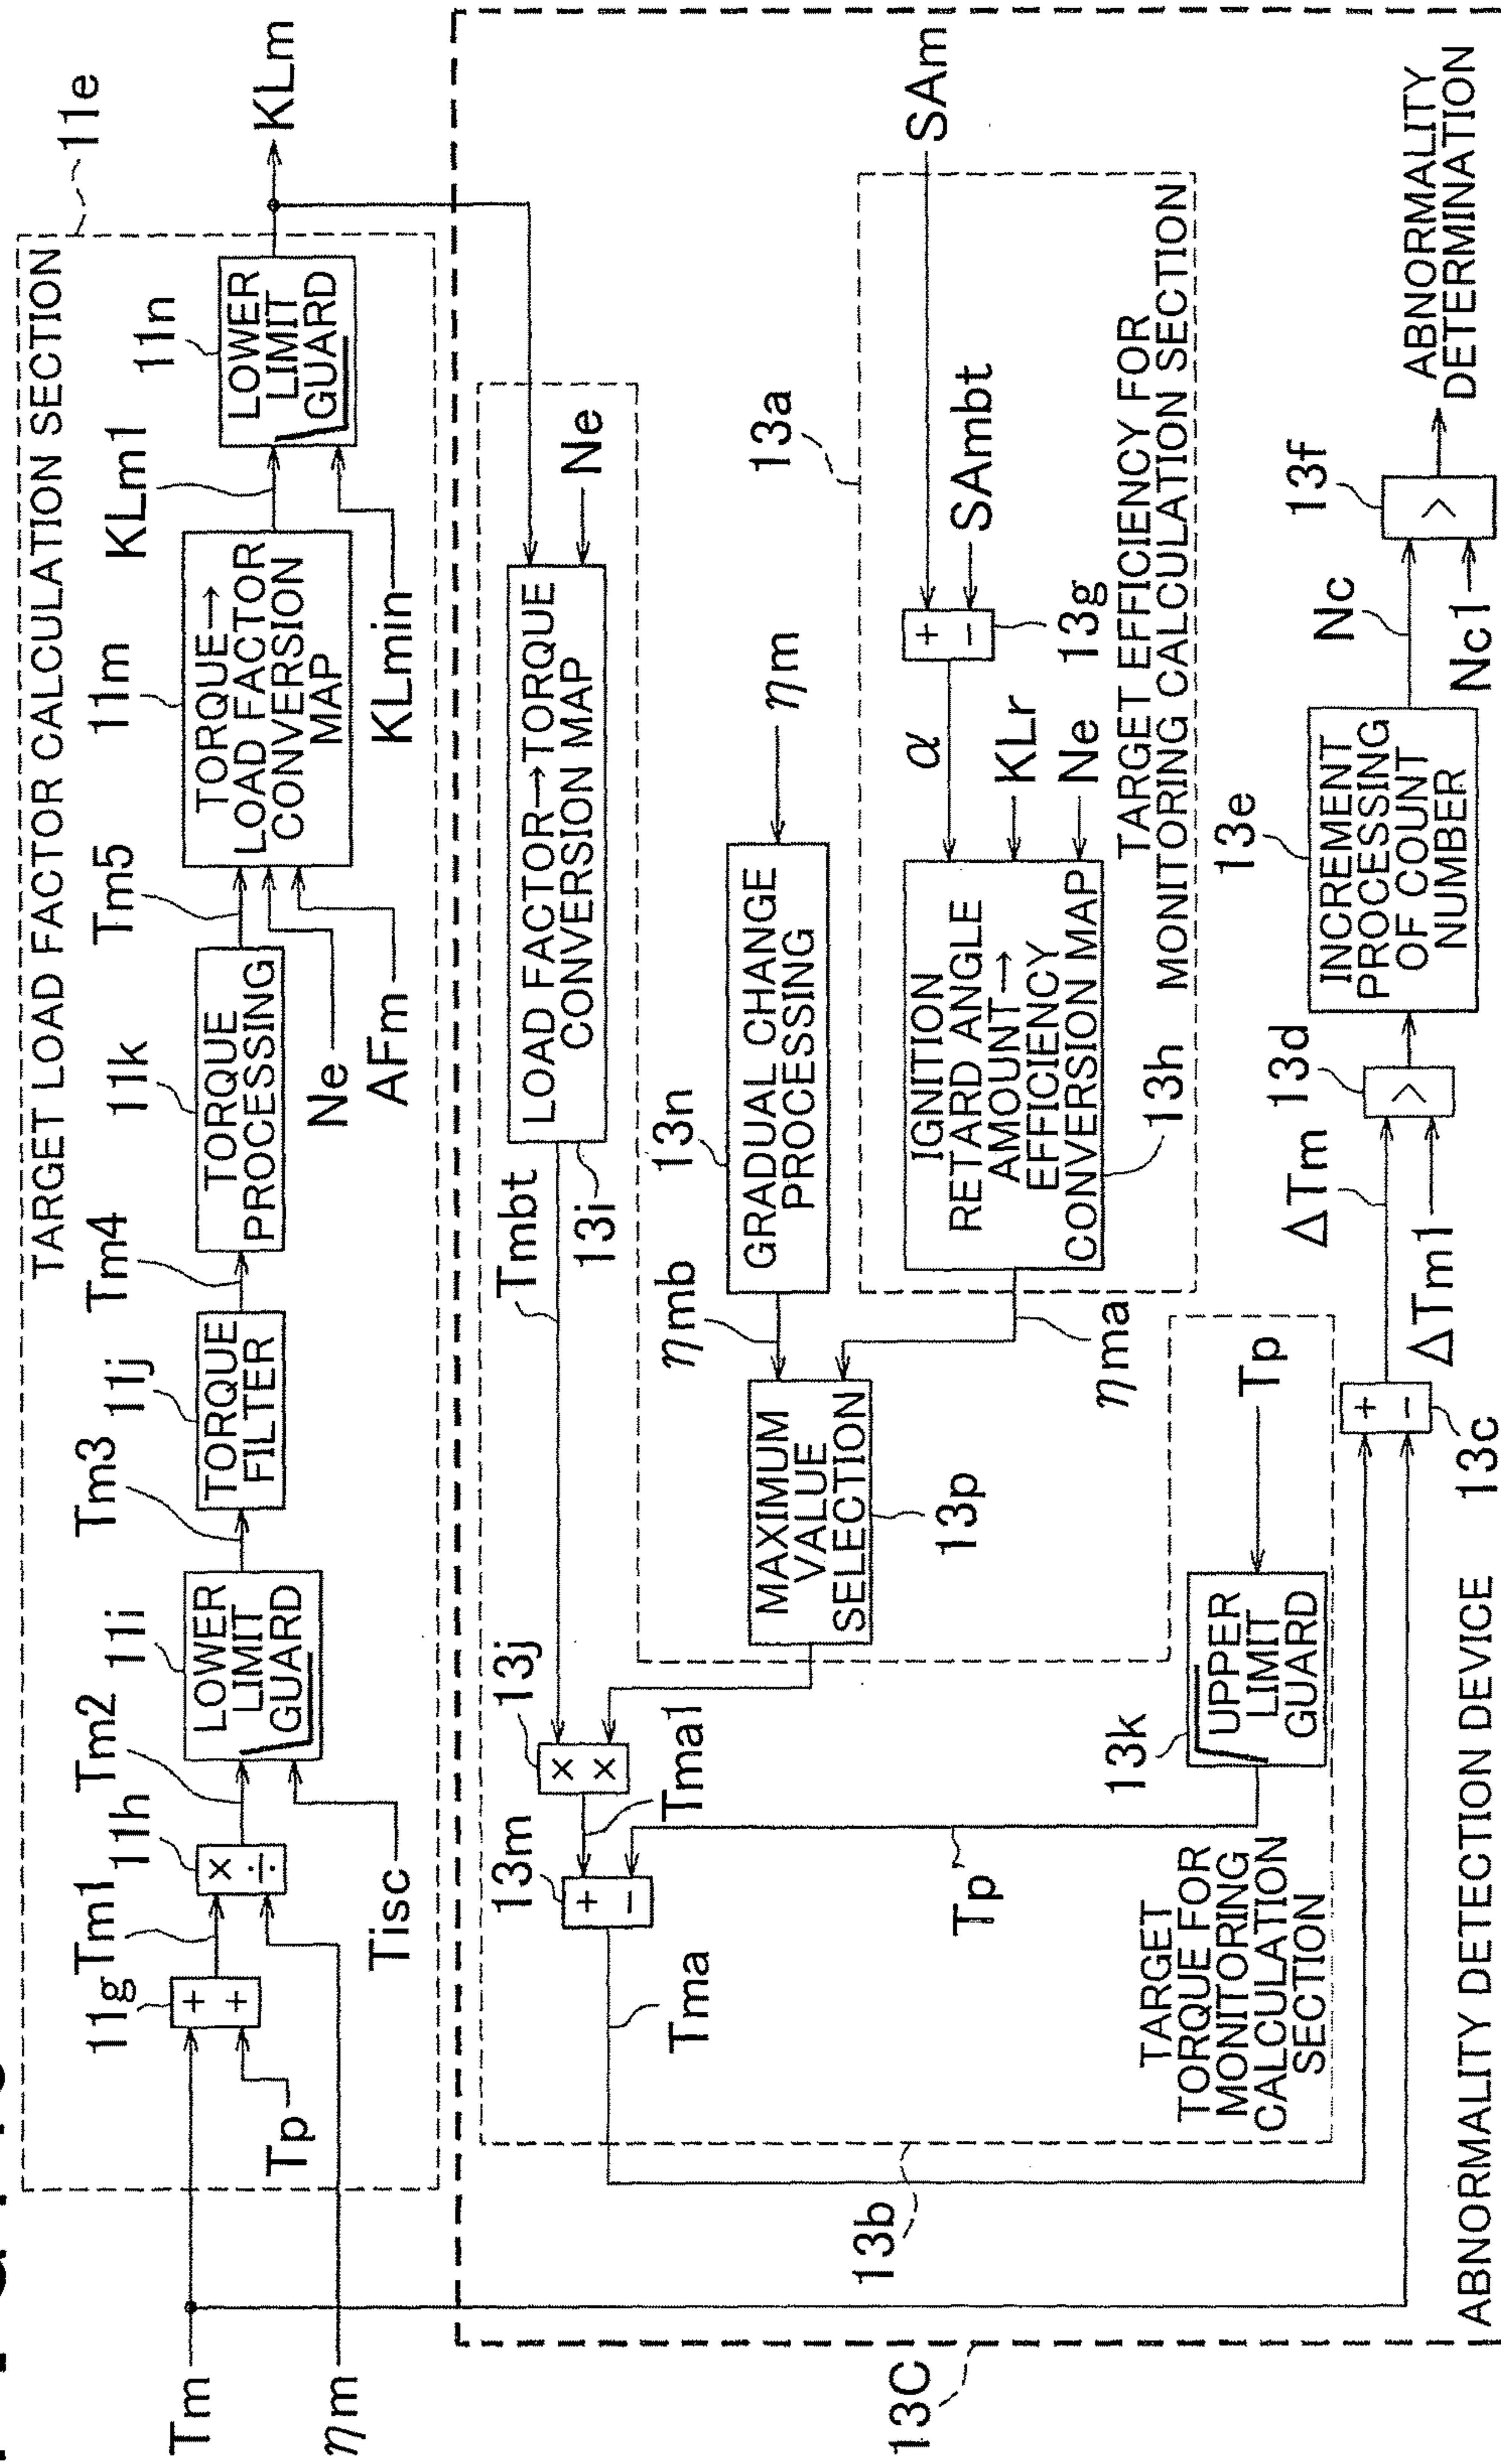 TARGET LOAD FACTOR CALCULATION SECTION
11e
Tm
ηm
11g
+
+
Tp
Tm1
11h
×
÷
Tm2
Tisc
11i
LOWER
LIMIT
GUARD
Tm3
11j
TORQUE
FILTER
Tm4
11k
TORQUE
PROCESSING
Tm5
Ne
AFm
11m
TORQUE→
LOAD FACTOR
CONVERSION
MAP
KLm1
KLmin
11n
LOWER
LIMIT
GUARD
KLm
13C
13b
Tma
13m
+
−
Tma1
13j
×
×
Tmbt
13i
LOAD FACTOR→TORQUE
CONVERSION MAP
Ne
MAXIMUM
VALUE
SELECTION
13p
ηmb
13n
GRADUAL CHANGE
PROCESSING
ηm
13a
ηma
IGNITION
RETARD ANGLE
AMOUNT→
EFFICIENCY
CONVERSION MAP
13h
α
KLr
Ne
+
−
13g
SAmbt
SAm
TARGET EFFICIENCY FOR
MONITORING CALCULATION SECTION
Tp
13k
UPPER
LIMIT
GUARD
Tp
TARGET
TORQUE FOR
MONITORING
CALCULATION
SECTION
+
−
13c
ΔTm
ΔTm1
13d
>
13e
INCREMENT
PROCESSING
OF COUNT
NUMBER
Nc
Nc1
13f
>
ABNORMALITY
DETERMINATION
ABNORMALITY DETECTION DEVICE